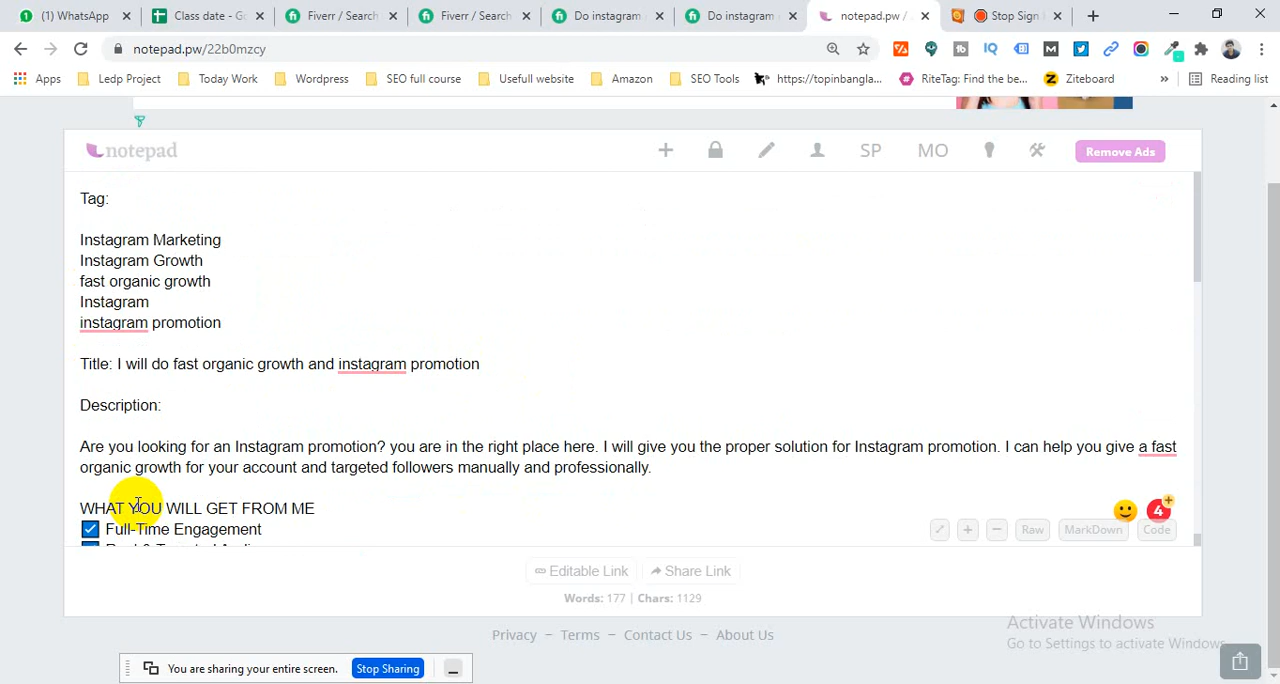 (1) WhatsApp
Class date - Go
Fiverr / Search
Fiverr / Search
Do instagram
Do instagram
notepad.pw /
Stop Sign
notepad.pw/22b0mzcy
Apps
Ledp Project
Today Work
Wordpress
SEO full course
Usefull website
Amazon
SEO Tools
https://topinbangla...
RiteTag: Find the be...
Ziteboard
»
Reading list
notepad
SP
MO
Remove Ads
Tag:
Instagram Marketing
Instagram Growth
fast organic growth
Instagram
instagram promotion
Title: I will do fast organic growth and instagram promotion
Description:
Are you looking for an Instagram promotion? you are in the right place here. I will give you the proper solution for Instagram promotion. I can help you give a fast
organic growth for your account and targeted followers manually and professionally.
WHAT YOU WILL GET FROM ME
Full-Time Engagement
4
Raw
MarkDown
Code
Editable Link
Share Link
Words: 177 | Chars: 1129
Privacy – Terms – Contact Us – About Us
Activate Windows
Go to Settings to activate Windows.
You are sharing your entire screen.
Stop Sharing